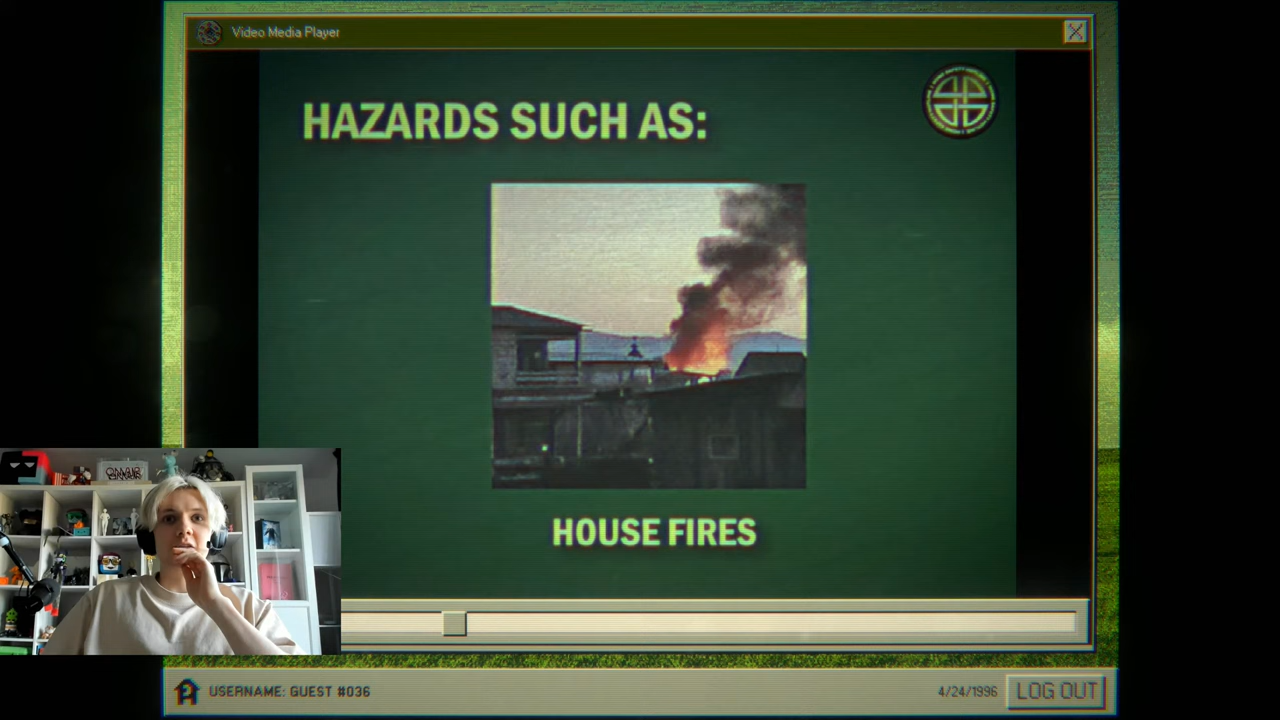 Video Media Player
HAZARDS SUCH AS:
HOUSE FIRES
USERNAME: GUEST #036
4/24/1996
LOG OUT